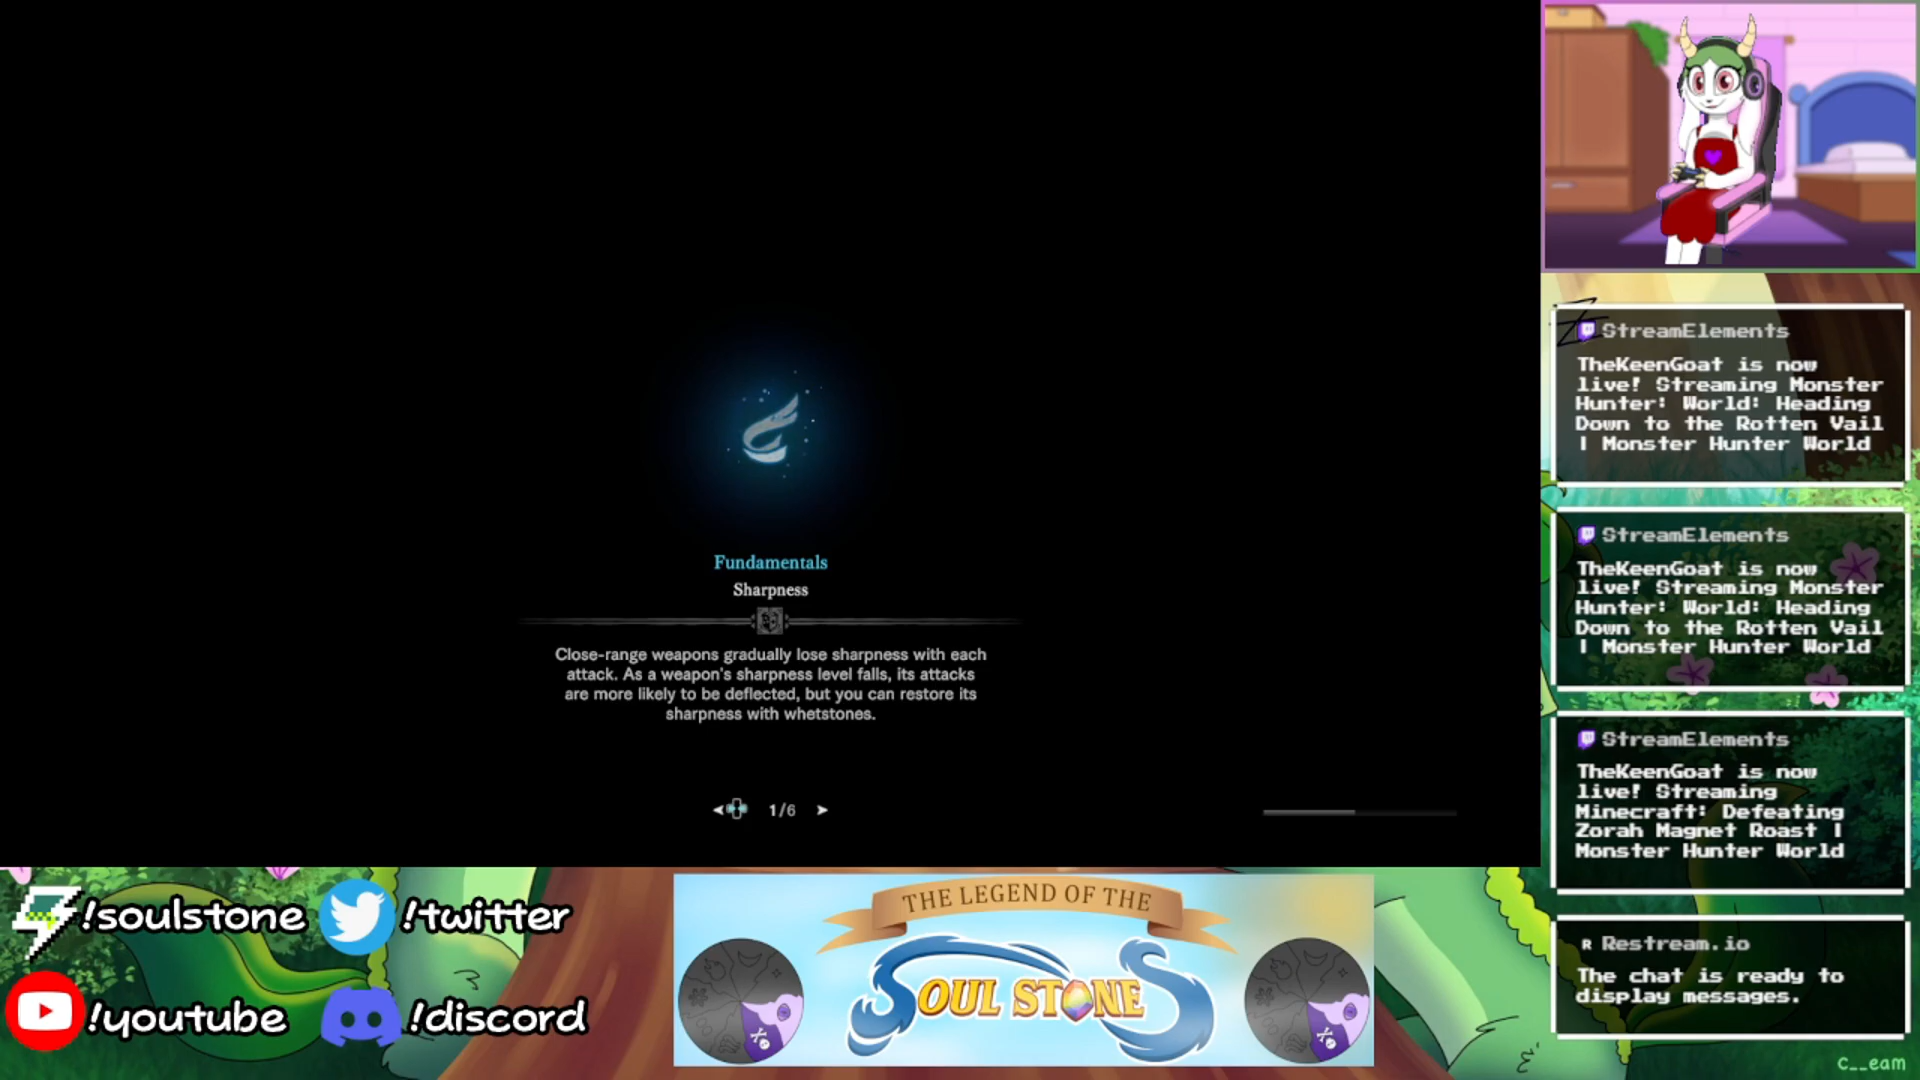 Fundamentals
Sharpness
Close-range weapons gradually lose sharpness with each
attack. As a weapon's sharpness level falls, its attacks
are more likely to be deflected, but you can restore its
sharpness with whetstones.
1/6
StreamElements
TheKeenGoat is now
live! Streaming Monster
Hunter: World: Heading
Down to the Rotten Vail
| Monster Hunter World
StreamElements
TheKeenGoat is now
live! Streaming Monster
Hunter: World: Heading
Down to the Rotten Vail
| Monster Hunter World
StreamElements
TheKeenGoat is now
live! Streaming
Minecraft: Defeating
Zorah Magnet Roast |
Monster Hunter World
R Restream.io
The chat is ready to
display messages.
!soulstone
!twitter
!youtube
!discord
THE LEGEND OF THE
SOUL STONES
c__eam